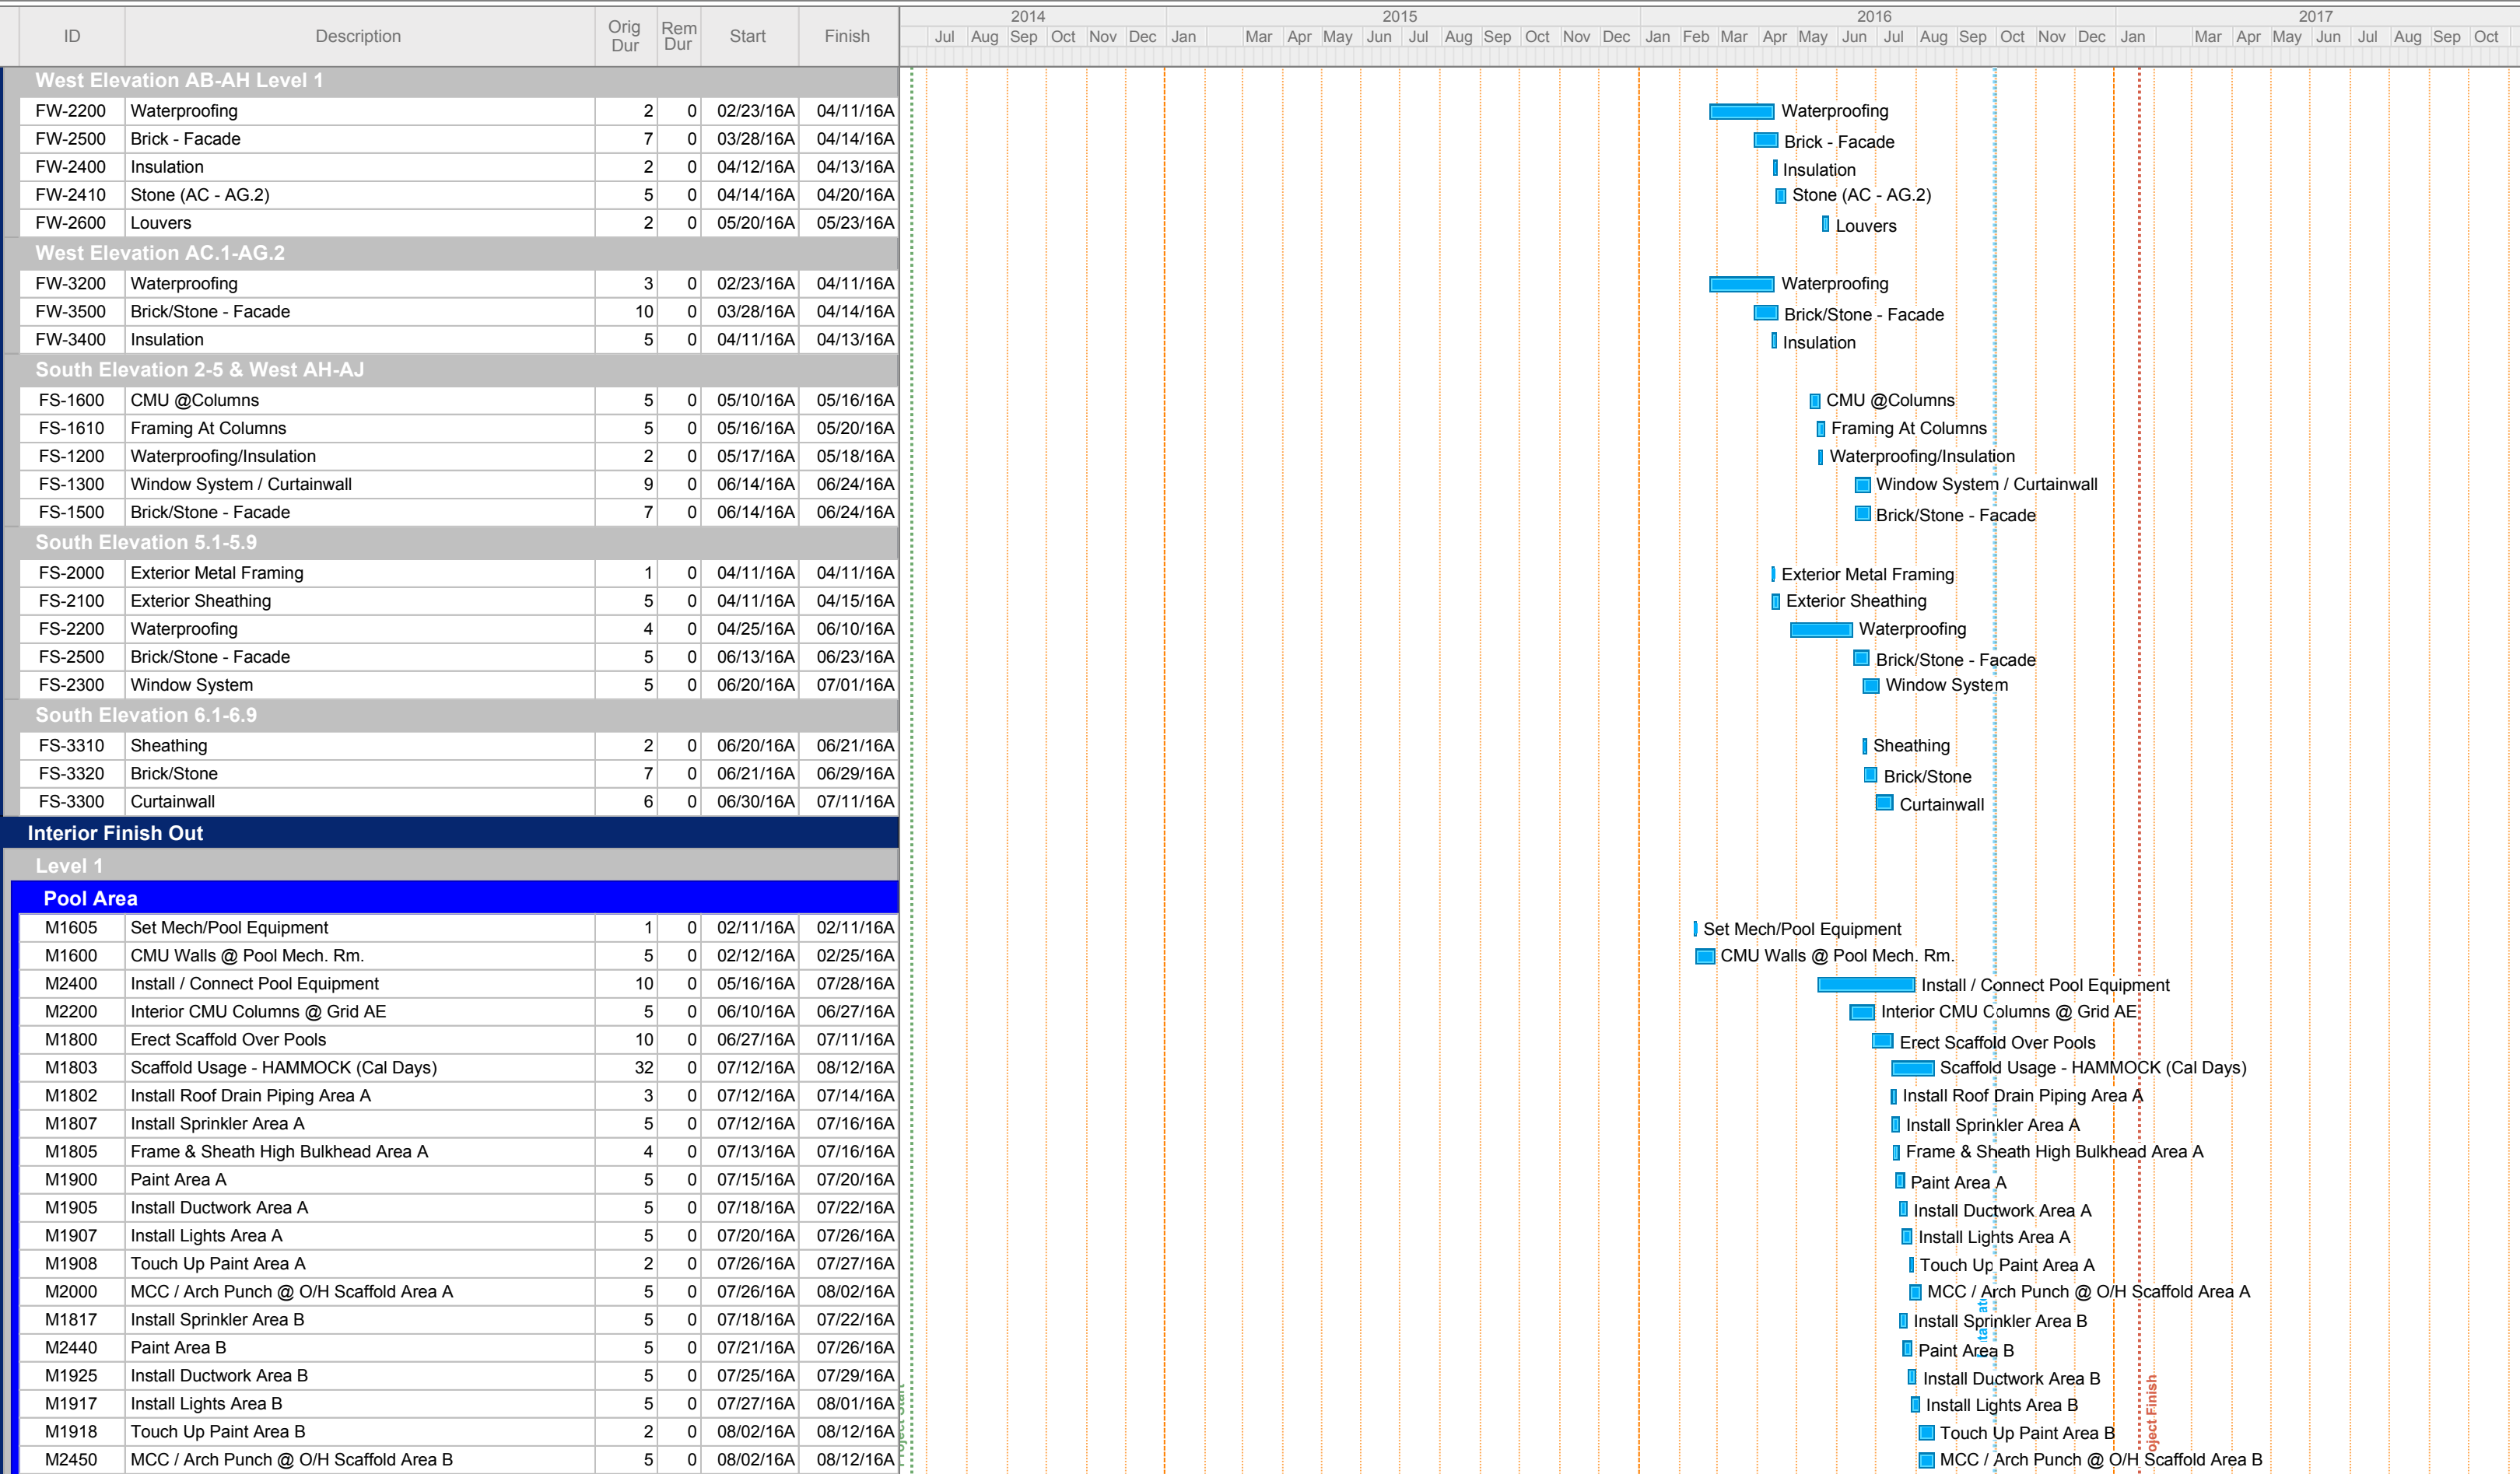 2014 2015 2016 2017
ID Description Orig Dur Rem Dur Start Finish
Jul Aug Sep Oct Nov Dec Jan Mar Apr May Jun Jul Aug Sep Oct Nov Dec Jan Feb Mar Apr May Jun Jul Aug Sep Oct Nov Dec Jan Mar Apr May Jun Jul Aug Sep Oct
West Elevation AB-AH Level 1
FW-2200 Waterproofing 2 0 02/23/16A 04/11/16A Waterproofing
FW-2500 Brick - Facade 7 0 03/28/16A 04/14/16A Brick - Facade
FW-2400 Insulation 2 0 04/12/16A 04/13/16A Insulation
FW-2410 Stone (AC - AG.2) 5 0 04/14/16A 04/20/16A Stone (AC - AG.2)
FW-2600 Louvers 2 0 05/20/16A 05/23/16A Louvers
West Elevation AC.1-AG.2
FW-3200 Waterproofing 3 0 02/23/16A 04/11/16A Waterproofing
FW-3500 Brick/Stone - Facade 10 0 03/28/16A 04/14/16A Brick/Stone - Facade
FW-3400 Insulation 5 0 04/11/16A 04/13/16A Insulation
South Elevation 2-5 & West AH-AJ
FS-1600 CMU @Columns 5 0 05/10/16A 05/16/16A CMU @Columns
FS-1610 Framing At Columns 5 0 05/16/16A 05/20/16A Framing At Columns
FS-1200 Waterproofing/Insulation 2 0 05/17/16A 05/18/16A Waterproofing/Insulation
FS-1300 Window System / Curtainwall 9 0 06/14/16A 06/24/16A Window System / Curtainwall
FS-1500 Brick/Stone - Facade 7 0 06/14/16A 06/24/16A Brick/Stone - Facade
South Elevation 5.1-5.9
FS-2000 Exterior Metal Framing 1 0 04/11/16A 04/11/16A Exterior Metal Framing
FS-2100 Exterior Sheathing 5 0 04/11/16A 04/15/16A Exterior Sheathing
FS-2200 Waterproofing 4 0 04/25/16A 06/10/16A Waterproofing
FS-2500 Brick/Stone - Facade 5 0 06/13/16A 06/23/16A Brick/Stone - Facade
FS-2300 Window System 5 0 06/20/16A 07/01/16A Window System
South Elevation 6.1-6.9
FS-3310 Sheathing 2 0 06/20/16A 06/21/16A Sheathing
FS-3320 Brick/Stone 7 0 06/21/16A 06/29/16A Brick/Stone
FS-3300 Curtainwall 6 0 06/30/16A 07/11/16A Curtainwall
Interior Finish Out
Level 1
Pool Area
M1605 Set Mech/Pool Equipment 1 0 02/11/16A 02/11/16A Set Mech/Pool Equipment
M1600 CMU Walls @ Pool Mech. Rm. 5 0 02/12/16A 02/25/16A CMU Walls @ Pool Mech. Rm.
M2400 Install / Connect Pool Equipment 10 0 05/16/16A 07/28/16A Install / Connect Pool Equipment
M2200 Interior CMU Columns @ Grid AE 5 0 06/10/16A 06/27/16A Interior CMU Columns @ Grid AE
M1800 Erect Scaffold Over Pools 10 0 06/27/16A 07/11/16A Erect Scaffold Over Pools
M1803 Scaffold Usage - HAMMOCK (Cal Days) 32 0 07/12/16A 08/12/16A Scaffold Usage - HAMMOCK (Cal Days)
M1802 Install Roof Drain Piping Area A 3 0 07/12/16A 07/14/16A Install Roof Drain Piping Area A
M1807 Install Sprinkler Area A 5 0 07/12/16A 07/16/16A Install Sprinkler Area A
M1805 Frame & Sheath High Bulkhead Area A 4 0 07/13/16A 07/16/16A Frame & Sheath High Bulkhead Area A
M1900 Paint Area A 5 0 07/15/16A 07/20/16A Paint Area A
M1905 Install Ductwork Area A 5 0 07/18/16A 07/22/16A Install Ductwork Area A
M1907 Install Lights Area A 5 0 07/20/16A 07/26/16A Install Lights Area A
M1908 Touch Up Paint Area A 2 0 07/26/16A 07/27/16A Touch Up Paint Area A
M2000 MCC / Arch Punch @ O/H Scaffold Area A 5 0 07/26/16A 08/02/16A MCC / Arch Punch @ O/H Scaffold Area A
M1817 Install Sprinkler Area B 5 0 07/18/16A 07/22/16A Install Sprinkler Area B
M2440 Paint Area B 5 0 07/21/16A 07/26/16A Paint Area B
M1925 Install Ductwork Area B 5 0 07/25/16A 07/29/16A Install Ductwork Area B
M1917 Install Lights Area B 5 0 07/27/16A 08/01/16A Install Lights Area B
M1918 Touch Up Paint Area B 2 0 08/02/16A 08/12/16A Touch Up Paint Area B
M2450 MCC / Arch Punch @ O/H Scaffold Area B 5 0 08/02/16A 08/12/16A MCC / Arch Punch @ O/H Scaffold Area B
oject Finish